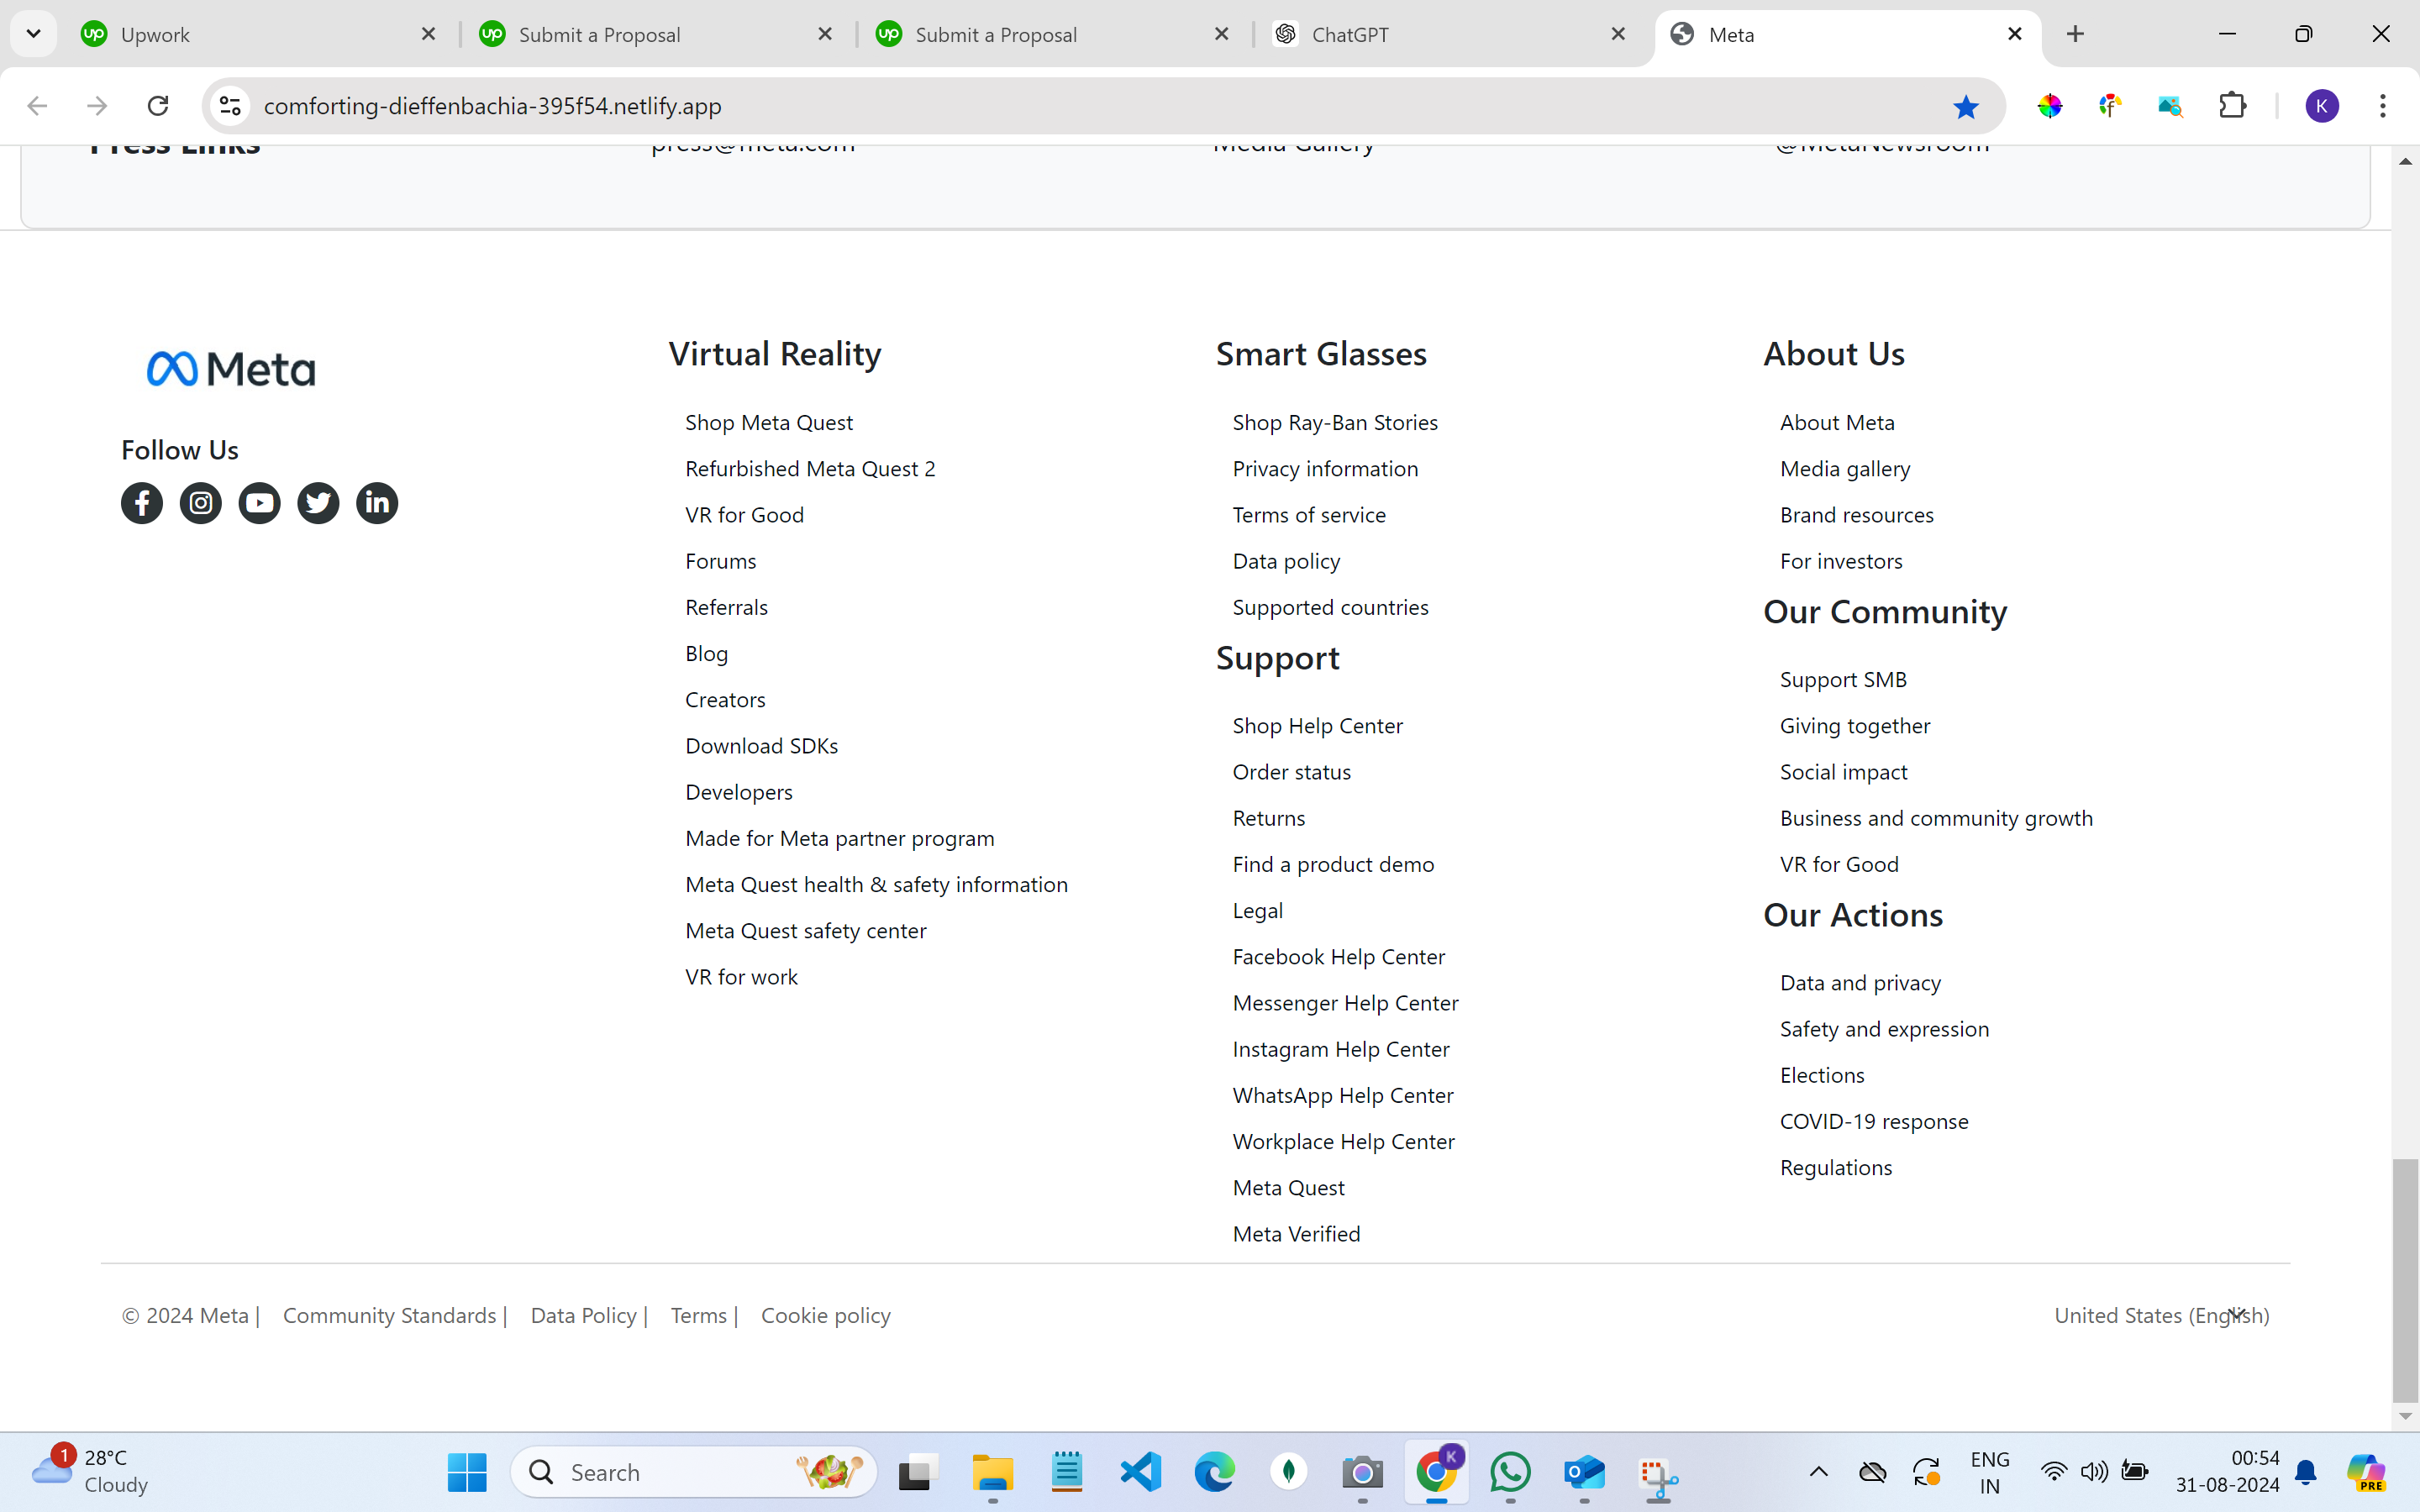 Upwork
Submit a Proposal
Submit a Proposal
ChatGPT
Meta
comforting-dieffenbachia-395f54.netlify.app
K
Press Links
press@meta.com
Media Gallery
@MetaNewsroom
Meta
Follow Us
Virtual Reality
Shop Meta Quest
Refurbished Meta Quest 2
VR for Good
Forums
Referrals
Blog
Creators
Download SDKs
Developers
Made for Meta partner program
Meta Quest health & safety information
Meta Quest safety center
VR for work
Smart Glasses
Shop Ray-Ban Stories
Privacy information
Terms of service
Data policy
Supported countries
Support
Shop Help Center
Order status
Returns
Find a product demo
Legal
Facebook Help Center
Messenger Help Center
Instagram Help Center
WhatsApp Help Center
Workplace Help Center
Meta Quest
Meta Verified
About Us
About Meta
Media gallery
Brand resources
For investors
Our Community
Support SMB
Giving together
Social impact
Business and community growth
VR for Good
Our Actions
Data and privacy
Safety and expression
Elections
COVID-19 response
Regulations
© 2024 Meta | Community Standards | Data Policy | Terms | Cookie policy
United States (English)
1
28°C
Cloudy
Search
K
ENG
IN
00:54
31-08-2024
PRE